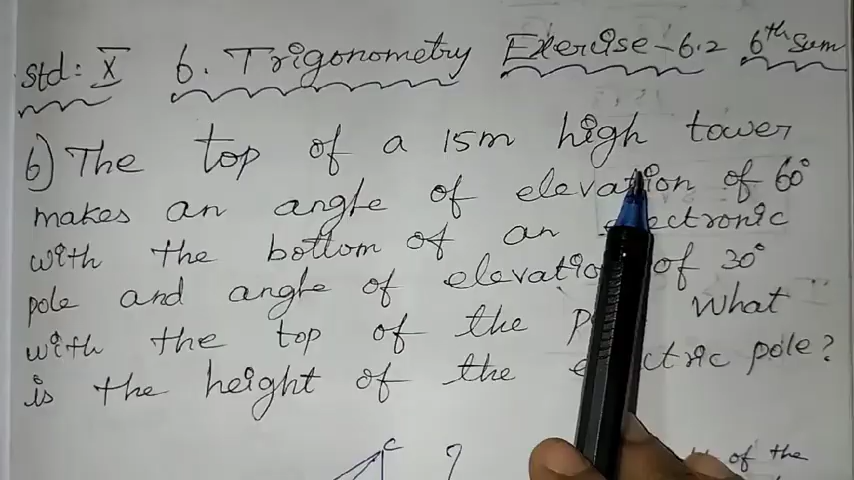 Std: X 6. Trigonometry Exercise-6.2 6th Sum
6) The top of a 15m high tower
makes an angle of elevation of 60°
with the bottom of an electronic
pole and angle of elevation of 30°
with the top of the What
is the height of the electric pole?
C ?
of the